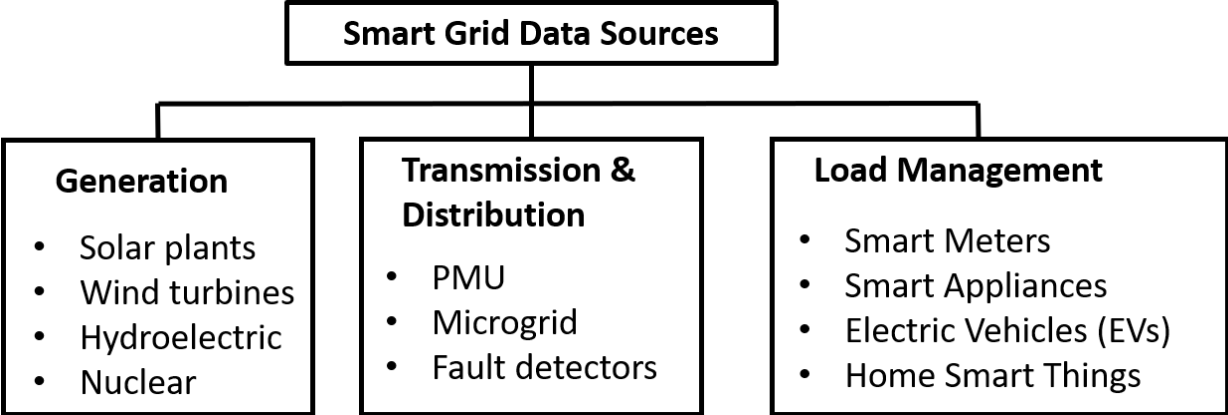 Smart Grid Data Sources
Generation
• Solar plants
• Wind turbines
• Hydroelectric
• Nuclear
Transmission &
Distribution
• PMU
• Microgrid
• Fault detectors
Load Management
• Smart Meters
• Smart Appliances
• Electric Vehicles (EVs)
• Home Smart Things